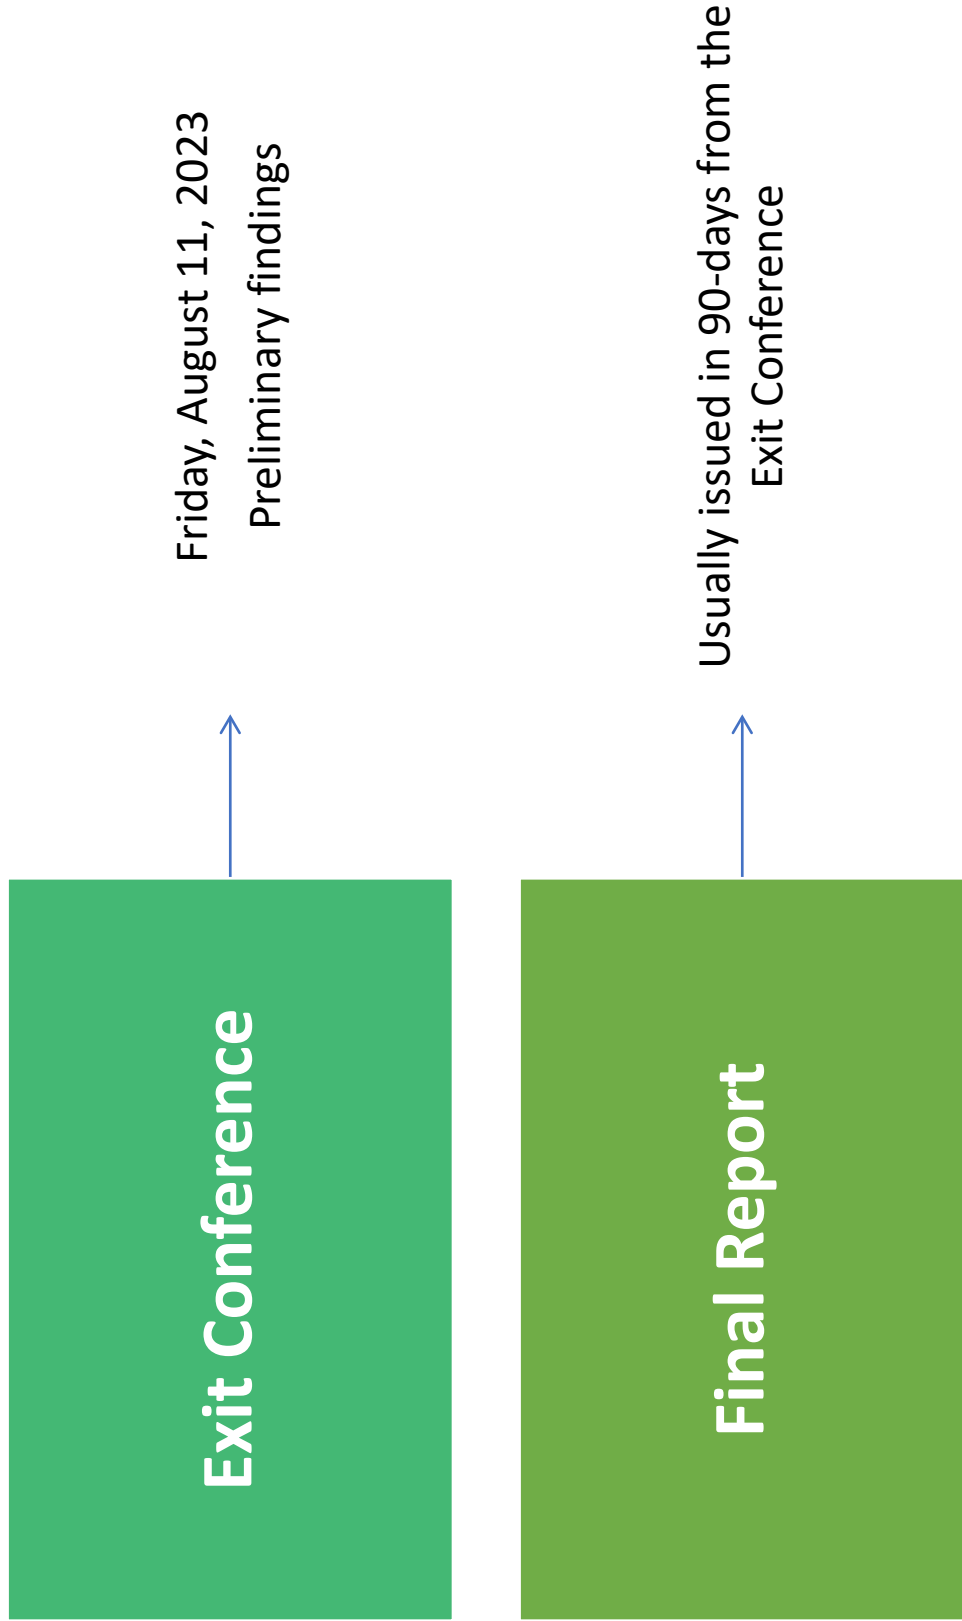 Exit Conference
Friday, August 11, 2023
Preliminary findings
Final Report
Usually issued in 90-days from the
Exit Conference